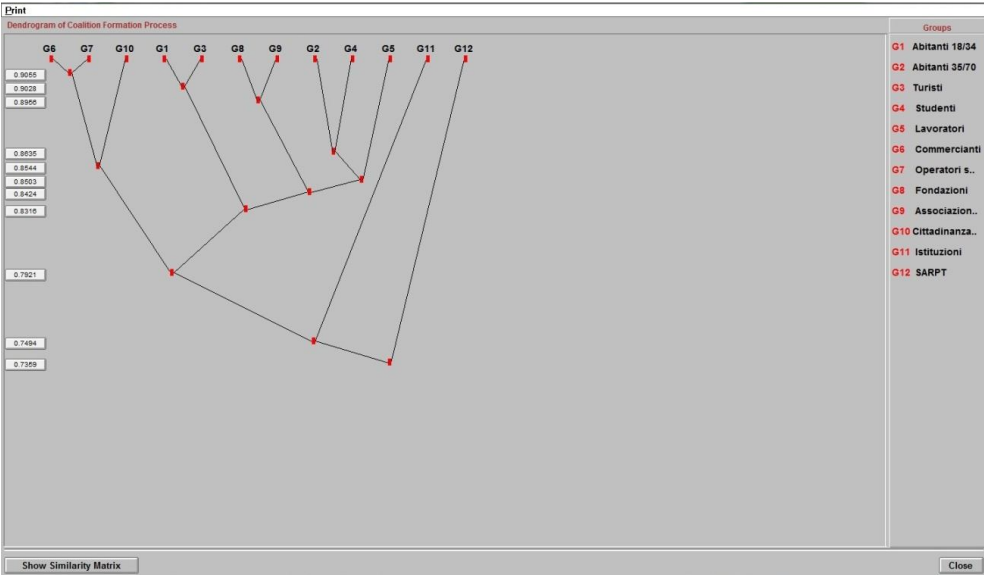 Print
Dendrogram of Coalition Formation Process
Groups
G6 G7 G10 G1 G3 G8 G9 G2 G4 G5 G11 G12
0.9055
0.9028
0.8966
0.8635
0.8544
0.8503
0.8424
0.8316
0.7921
0.7494
0.7359
G1 Abitanti 18/34
G2 Abitanti 35/70
G3 Turisti
G4 Studenti
G5 Lavoratori
G6 Commercianti
G7 Operatori s..
G8 Fondazioni
G9 Associazion..
G10 Cittadinanza..
G11 Istituzioni
G12 SARPT
Show Similarity Matrix
Close